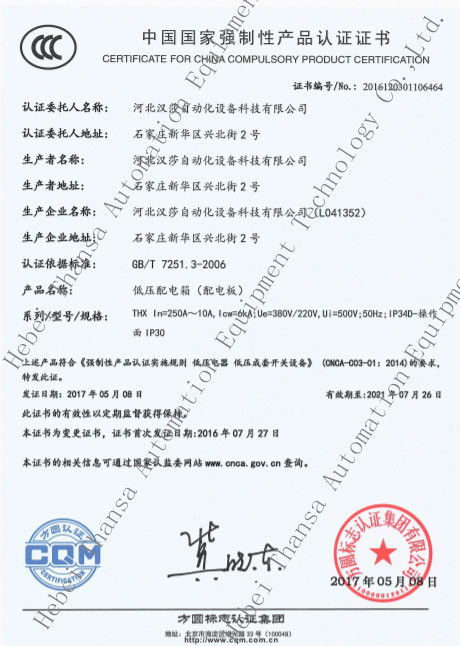 中国国家强制性产品认证证书
CERTIFICATE FOR CHINA COMPULSORY PRODUCT CERTIFICATION
证书编号/No.: 2016120301106464
认证委托人名称: 河北汉莎自动化设备科技有限公司
认证委托人地址: 石家庄新华区兴北街2号
生产者名称: 河北汉莎自动化设备科技有限公司
生产者地址: 石家庄新华区兴北街2号
生产企业名称: 河北汉莎自动化设备科技有限公司(L041352)
生产企业地址: 石家庄新华区兴北街2号
认证依据标准: GB/T 7251.3-2006
产品名称: 低压配电箱(配电板)
系列/型号/规格: THX In=250A～10A,Icw=6kA;Ue=380V/220V,Ui=500V;50Hz;IP34D-操作
面IP30
上述产品符合《强制性产品认证实施规则 低压电器 低压成套开关设备》(CNCA-C03-01: 2014)的要求,
特发此证。
发证日期: 2017年05月08日 有效期至:2021年07月26日
此证书的有效性以定期监督获得保持。
本证书为变更证书, 证书首次发证日期:2016年07月27日
本证书的相关信息可通过国家认监委网站www.cnca.gov.cn查询。
方圆认证
CQM
CERTIFICATION
方圆标志认证集团有限公司
2017年05月08日
方圆标志认证集团
地址: 北京市海淀区增光路33号(100048)
http://www.cqm.com.cn
Hebei Zhansa Automation Equipment Technology Co., Ltd.
Hebei Zhansa Automation Equipment